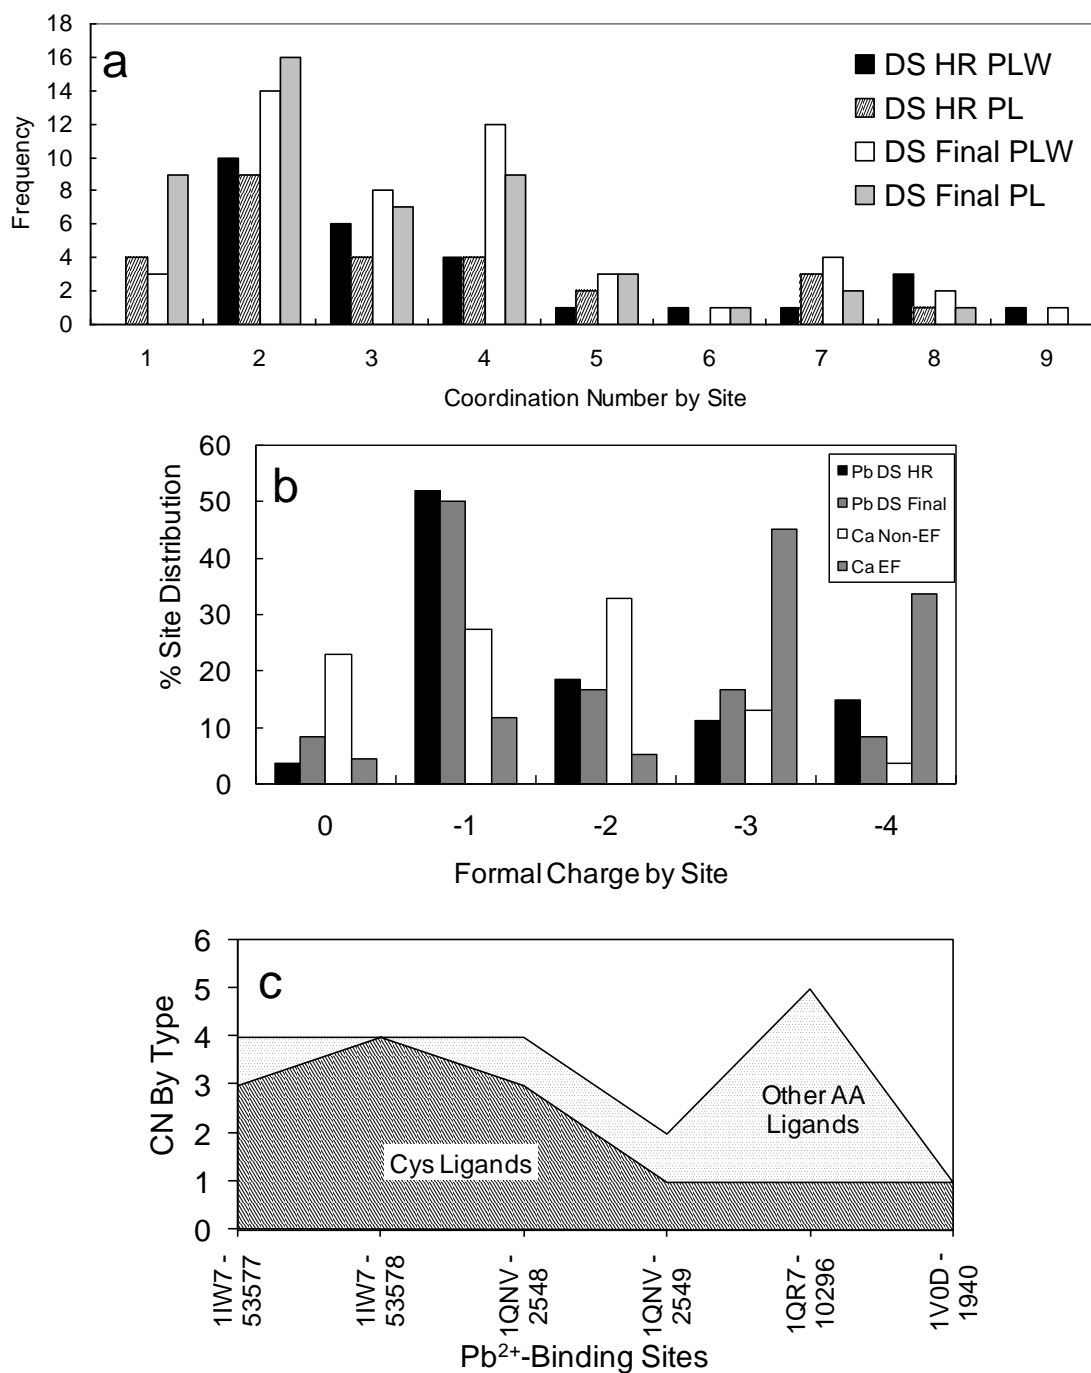 a
18
16
14
12
10
8
6
4
2
0
Frequency
DS HR PLW
DS HR PL
DS Final PLW
DS Final PL
1 2 3 4 5 6 7 8 9
Coordination Number by Site
b
60
50
40
30
20
10
0
% Site Distribution
Pb DS HR
Pb DS Final
Ca Non-EF
Ca EF
0 -1 -2 -3 -4
Formal Charge by Site
c
6
5
4
3
2
1
0
CN By Type
Other AA
Ligands
Cys Ligands
1IW7 -
53577
1IW7 -
53578
1QNV -
2548
1QNV -
2549
1QR7 -
10296
1V0D -
1940
Pb²⁺-Binding Sites